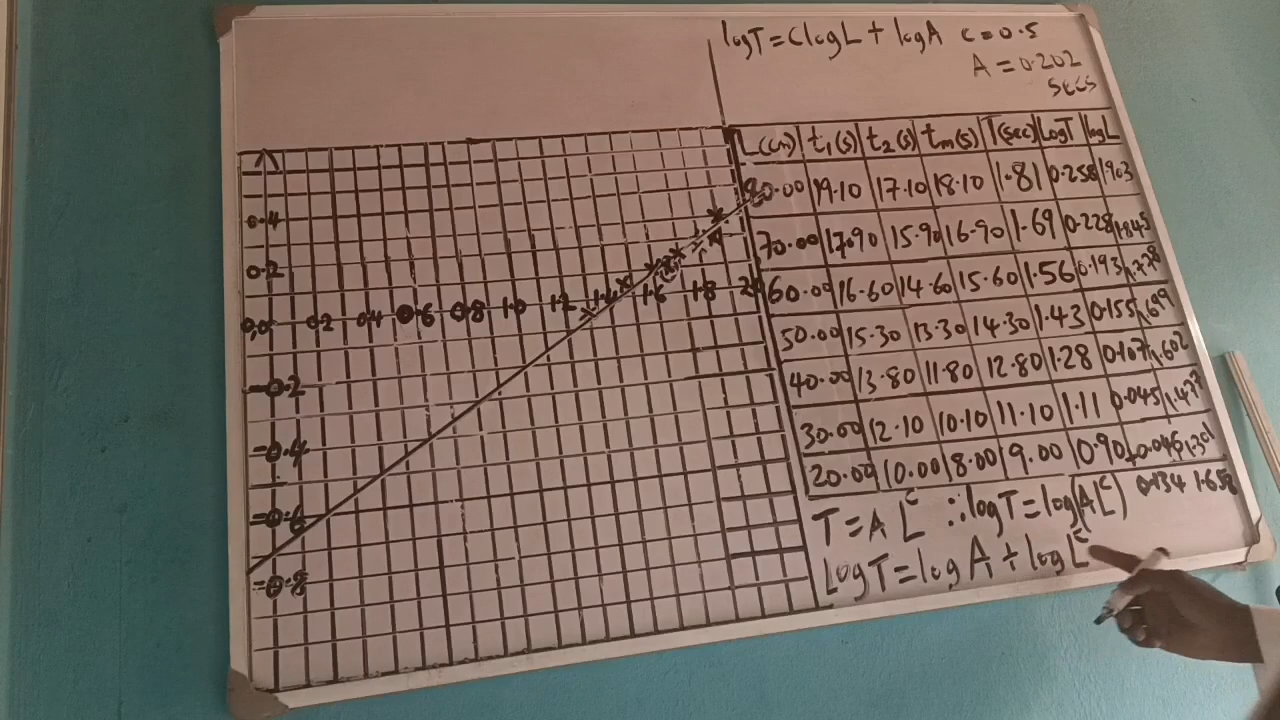 logT = ClogL + logA C = 0.5
A = 0.202
secs
L(cm) t₁(s) t₂(s) tm(s) T(sec) LogT logL
80.00 19.10 17.10 18.10 1.81 0.258 1.903
70.00 17.90 15.90 16.90 1.69 0.228 1.845
60.00 16.60 14.60 15.60 1.56 0.193 1.778
50.00 15.30 13.30 14.30 1.43 0.155 1.699
40.00 13.80 11.80 12.80 1.28 0.107 1.602
30.00 12.10 10.10 11.10 1.11 0.045 1.477
20.00 10.00 8.00 9.00 0.90 -0.046 1.301
0.134 1.658
T = A L^C ∴ logT = log(AL^C)
LogT = log A + log L^C
0.4
0.2
0.0 0.2 0.4 0.6 0.8 1.0 1.2 1.4 1.6 1.8 2.0
-0.2
-0.4
-0.6
-0.8